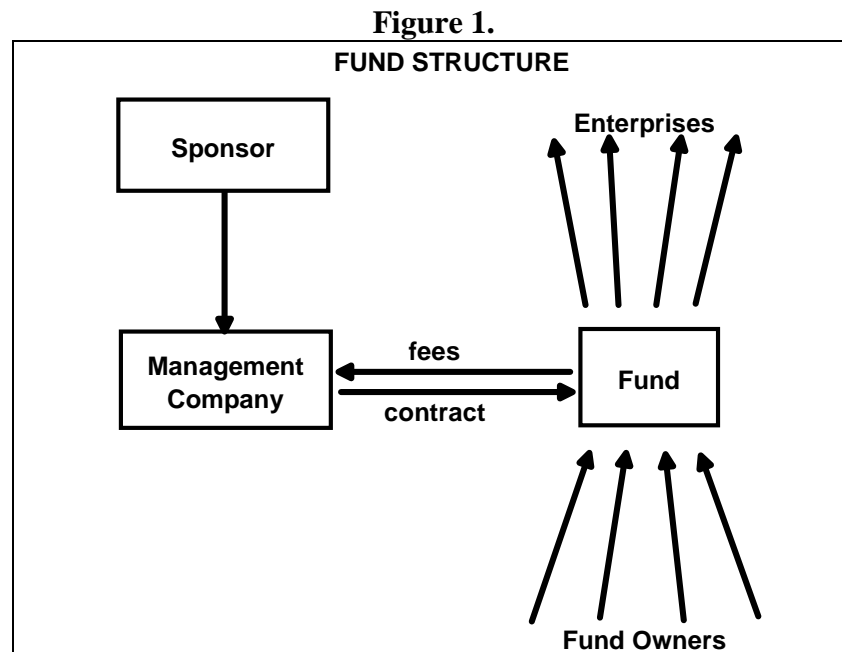 Figure 1.
FUND STRUCTURE
Sponsor
Enterprises
Management
Company
fees
contract
Fund
Fund Owners